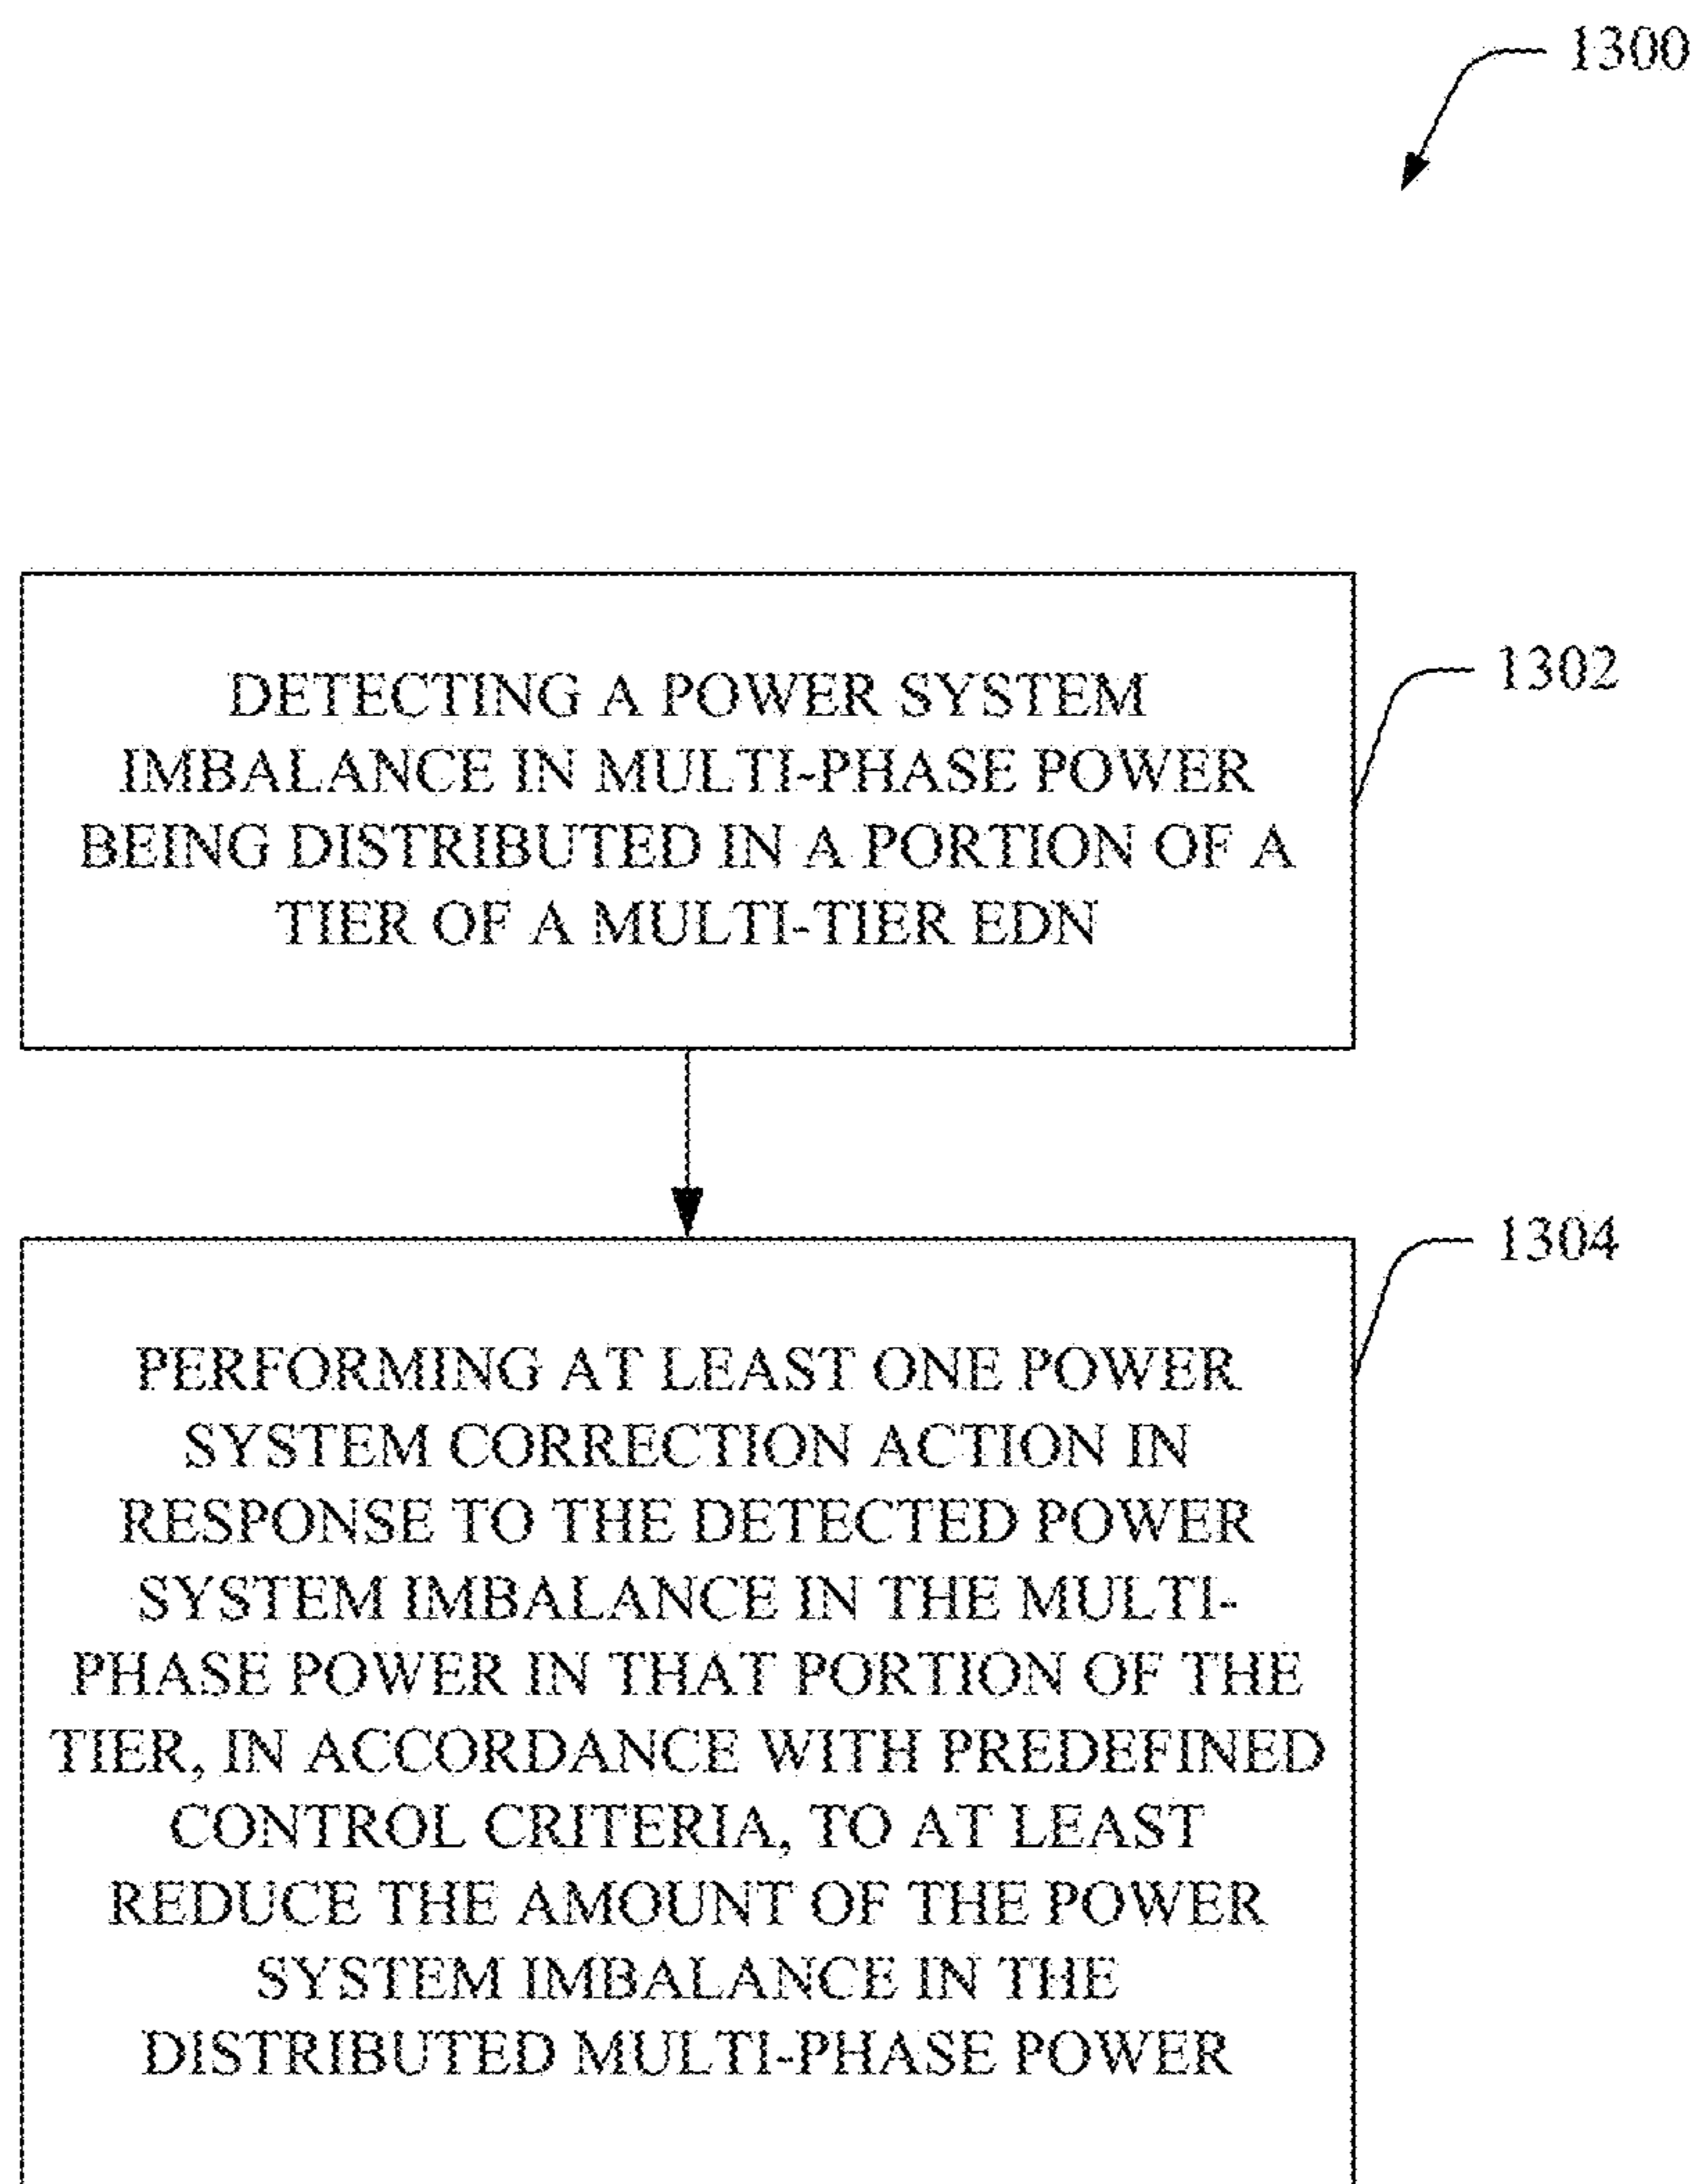 1300
DETECTING A POWER SYSTEM
IMBALANCE IN MULTI-PHASE POWER
BEING DISTRIBUTED IN A PORTION OF A
TIER OF A MULTI-TIER EDN
1302
PERFORMING AT LEAST ONE POWER
SYSTEM CORRECTION ACTION IN
RESPONSE TO THE DETECTED POWER
SYSTEM IMBALANCE IN THE MULTI-
PHASE POWER IN THAT PORTION OF THE
TIER, IN ACCORDANCE WITH PREDEFINED
CONTROL CRITERIA, TO AT LEAST
REDUCE THE AMOUNT OF THE POWER
SYSTEM IMBALANCE IN THE
DISTRIBUTED MULTI-PHASE POWER
1304